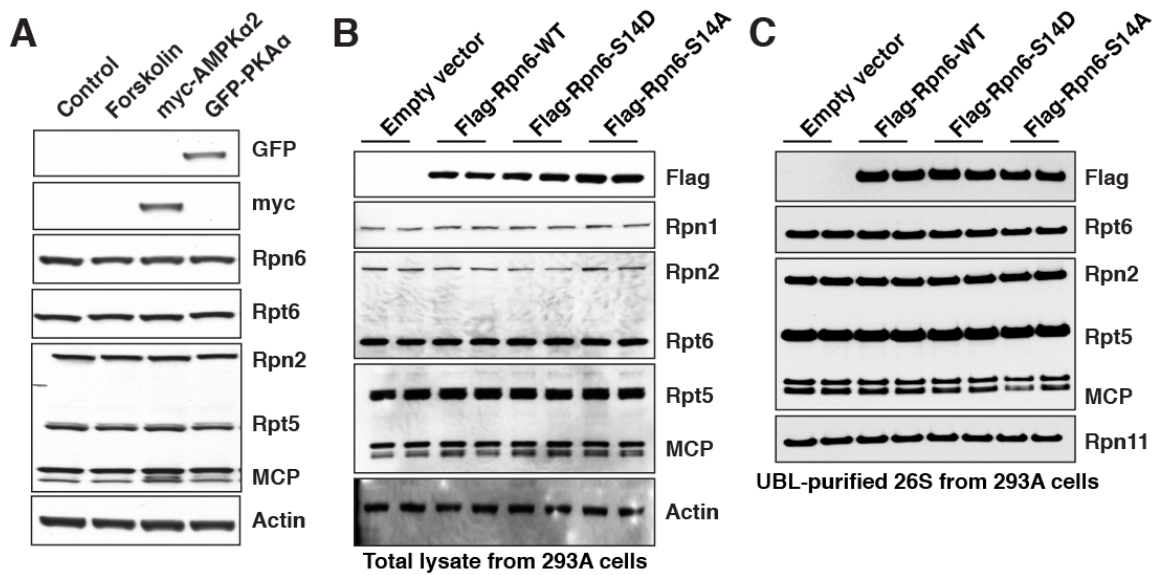 A
Control
Forskolin
myc-AMPKα2
GFP-PKAα
GFP
myc
Rpn6
Rpt6
Rpn2
Rpt5
MCP
Actin
B
Empty vector
Flag-Rpn6-WT
Flag-Rpn6-S14D
Flag-Rpn6-S14A
Flag
Rpn1
Rpn2
Rpt6
Rpt5
MCP
Actin
Total lysate from 293A cells
C
Empty vector
Flag-Rpn6-WT
Flag-Rpn6-S14D
Flag-Rpn6-S14A
Flag
Rpt6
Rpn2
Rpt5
MCP
Rpn11
UBL-purified 26S from 293A cells